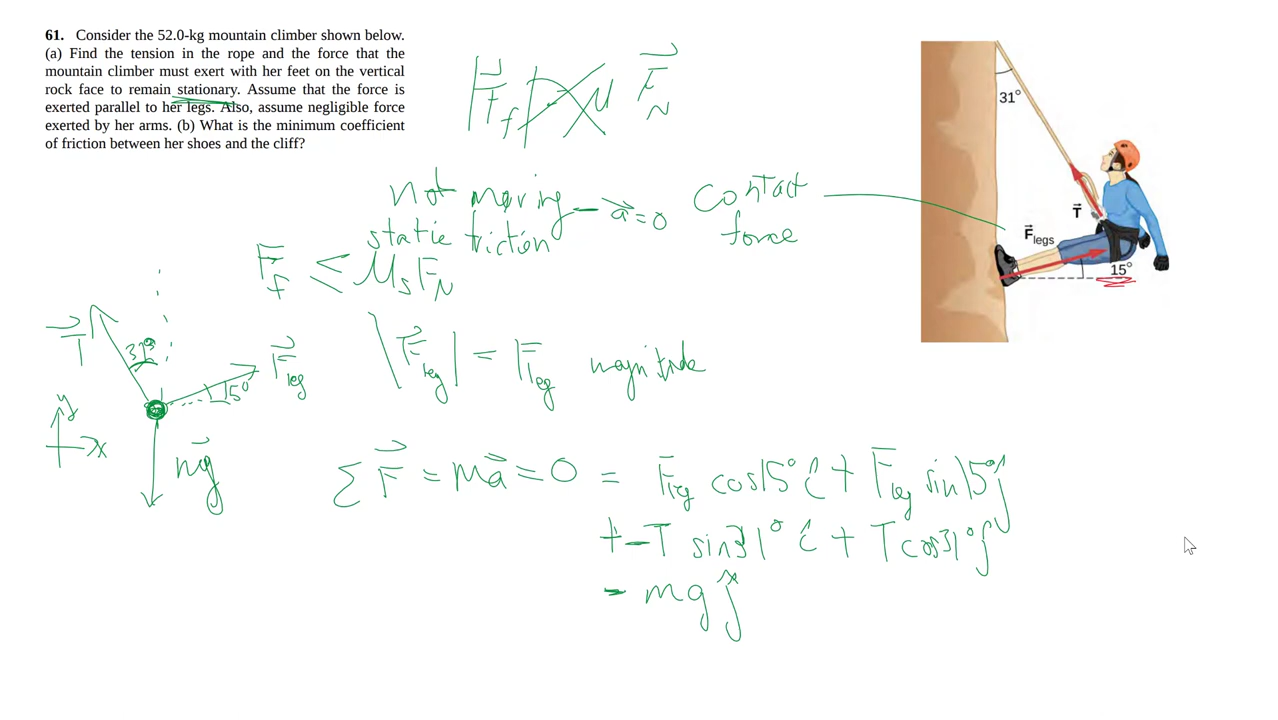 61. Consider the 52.0-kg mountain climber shown below.
(a) Find the tension in the rope and the force that the
mountain climber must exert with her feet on the vertical
rock face to remain stationary. Assume that the force is
exerted parallel to her legs. Also, assume negligible force
exerted by her arms. (b) What is the minimum coefficient
of friction between her shoes and the cliff?
F_f μ F_N
31°
T
F_legs
15°
not moving – a = 0
static friction
contact
force
F_f < μ_s F_N
T 31° F_leg 15°
y
x
mg
|F_leg| = F_leg magnitude
Σ F = ma = 0 = F_leg cos15° î + F_leg sin15° ĵ
+ - T sin31° î + T cos31° ĵ
- mg ĵ